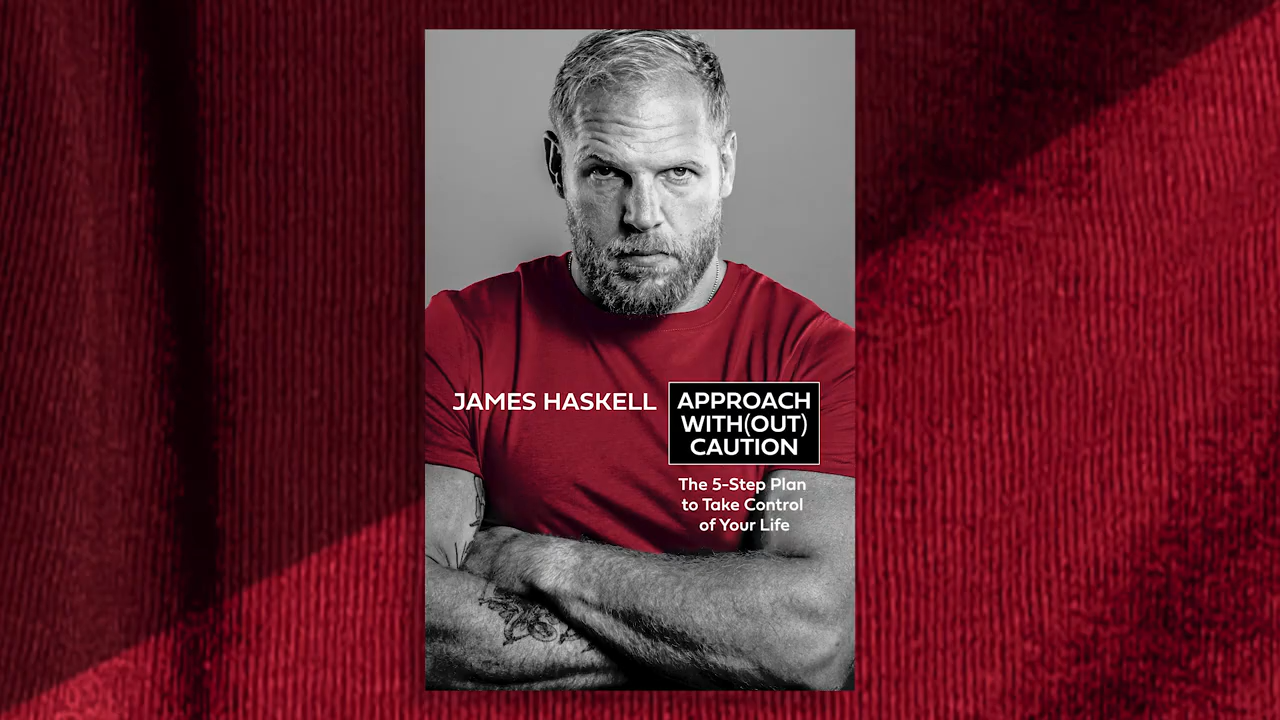 JAMES HASKELL
APPROACH
WITH(OUT)
CAUTION
The 5-Step Plan
to Take Control
of Your Life